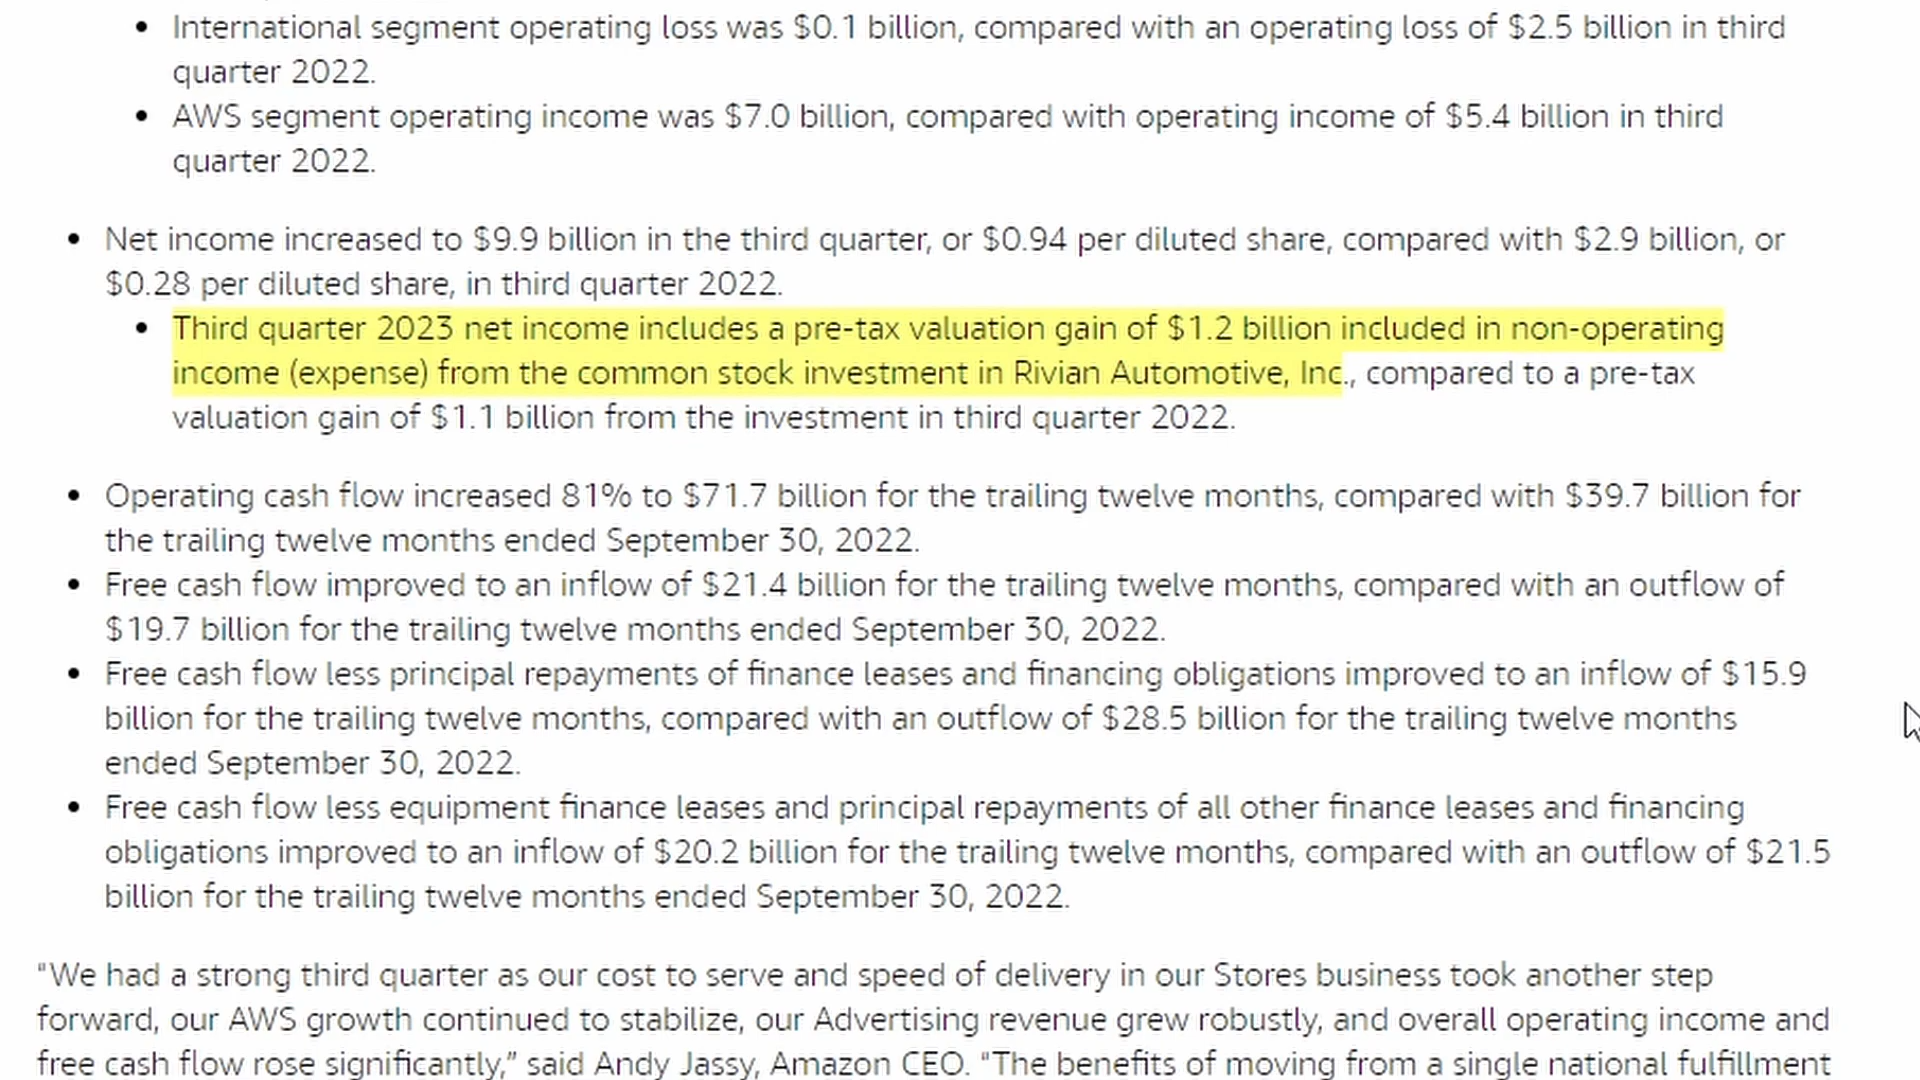 International segment operating loss was $0.1 billion, compared with an operating loss of $2.5 billion in third
quarter 2022.
AWS segment operating income was $7.0 billion, compared with operating income of $5.4 billion in third
quarter 2022.
Net income increased to $9.9 billion in the third quarter, or $0.94 per diluted share, compared with $2.9 billion, or
$0.28 per diluted share, in third quarter 2022.
Third quarter 2023 net income includes a pre-tax valuation gain of $1.2 billion included in non-operating
income (expense) from the common stock investment in Rivian Automotive, Inc., compared to a pre-tax
valuation gain of $1.1 billion from the investment in third quarter 2022.
Operating cash flow increased 81% to $71.7 billion for the trailing twelve months, compared with $39.7 billion for
the trailing twelve months ended September 30, 2022.
Free cash flow improved to an inflow of $21.4 billion for the trailing twelve months, compared with an outflow of
$19.7 billion for the trailing twelve months ended September 30, 2022.
Free cash flow less principal repayments of finance leases and financing obligations improved to an inflow of $15.9
billion for the trailing twelve months, compared with an outflow of $28.5 billion for the trailing twelve months
ended September 30, 2022.
Free cash flow less equipment finance leases and principal repayments of all other finance leases and financing
obligations improved to an inflow of $20.2 billion for the trailing twelve months, compared with an outflow of $21.5
billion for the trailing twelve months ended September 30, 2022.
“We had a strong third quarter as our cost to serve and speed of delivery in our Stores business took another step
forward, our AWS growth continued to stabilize, our Advertising revenue grew robustly, and overall operating income and
free cash flow rose significantly,” said Andy Jassy, Amazon CEO. “The benefits of moving from a single national fulfillment